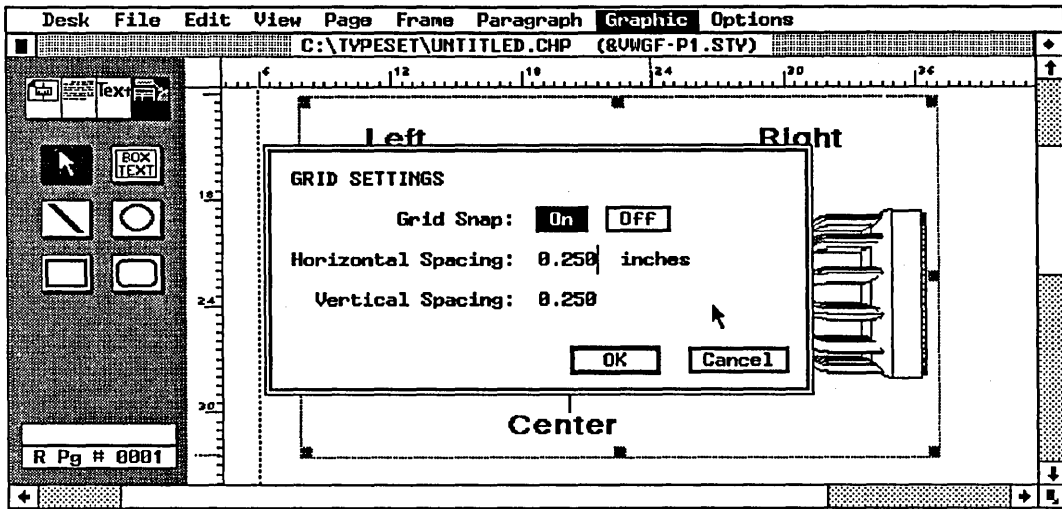 Desk File Edit View Page Frame Paragraph Graphic Options
C:\TYPESET\UNTITLED.CHP (&VWGF-P1.STY)
6 12 18 24 30 36
Text
Left Right
BOX
TEXT
GRID SETTINGS
18
Grid Snap: On Off
Horizontal Spacing: 0.250 inches
24
Vertical Spacing: 0.250
OK Cancel
30
Center
R Pg # 0001